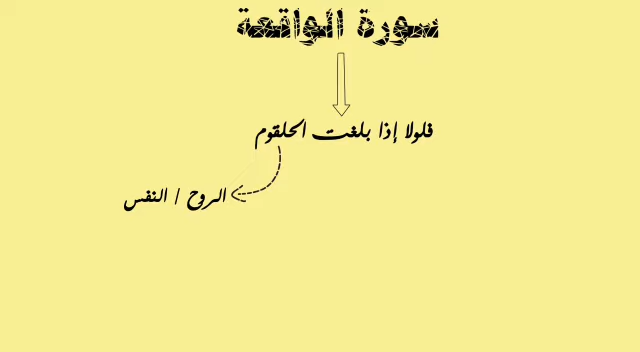 سورة الواقعة
فلولا إذا بلغت الحلقوم
الروح / النفس